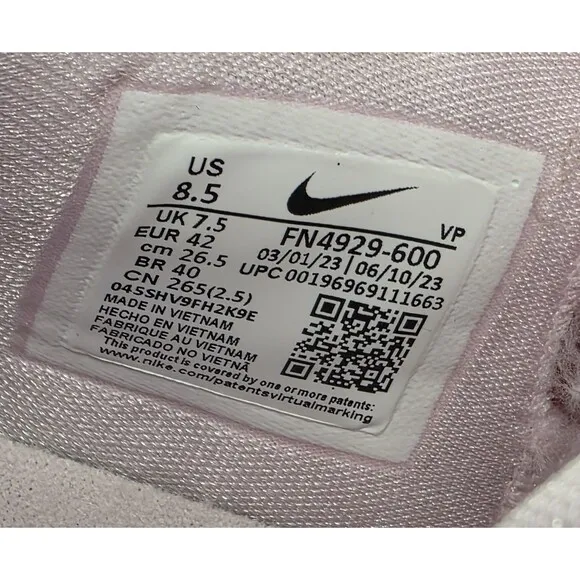 US
8.5
UK 7.5
EUR 42
cm 26.5
BR 40
CN 265(2.5)
045SHV9FH2K9E
MADE IN VIETNAM
HECHO EN VIETNAM
FABRIQUE AU VIETNAM
FABRICADO NO VIETNÃ
This product is covered by one or more patents:
www.nike.com/patentsvirtualmarking
VP
FN4929-600
03/01/23 | 06/10/23
UPC 00196969111663